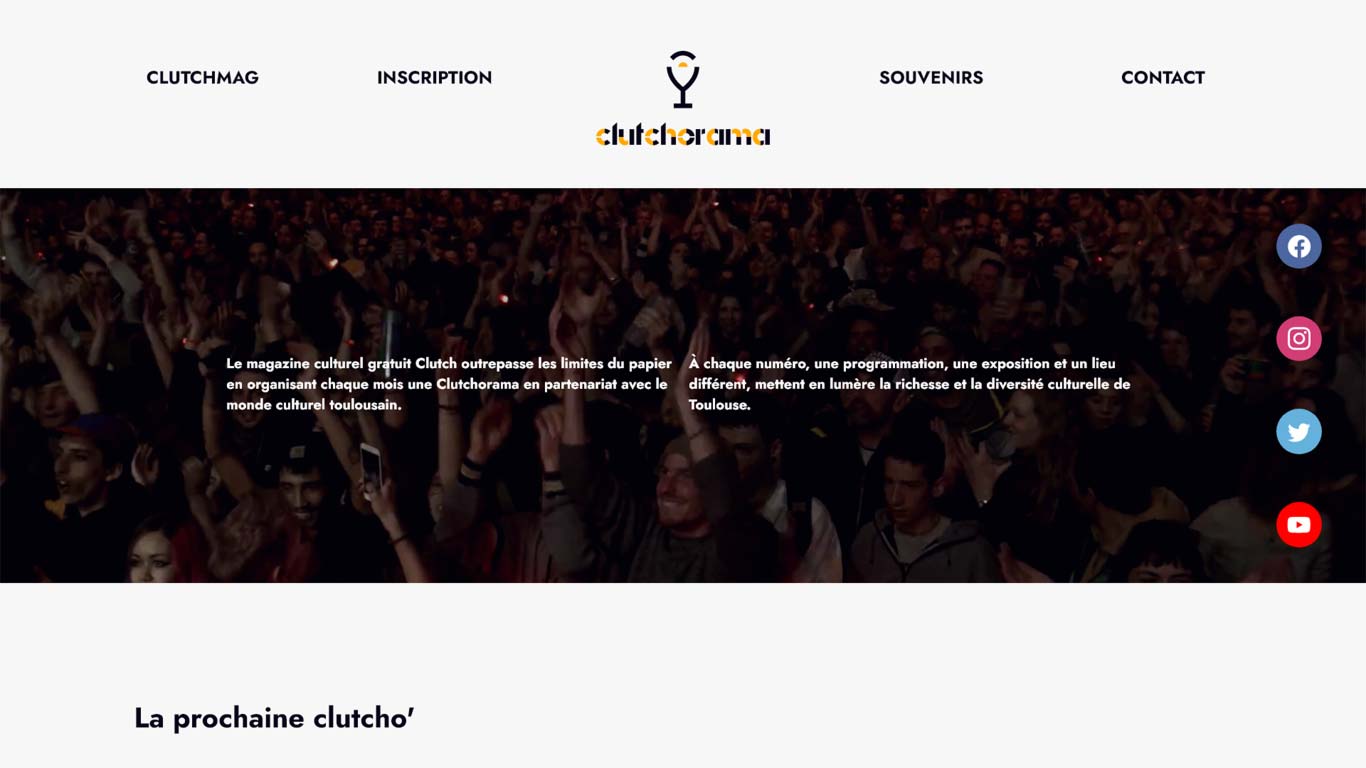 CLUTCHMAG
INSCRIPTION
clutchorama
SOUVENIRS
CONTACT
Le magazine culturel gratuit Clutch outrepasse les limites du papier
en organisant chaque mois une Clutchorama en partenariat avec le
monde culturel toulousain.
À chaque numéro, une programmation, une exposition et un lieu
différent, mettent en lumère la richesse et la diversité culturelle de
Toulouse.
La prochaine clutcho'